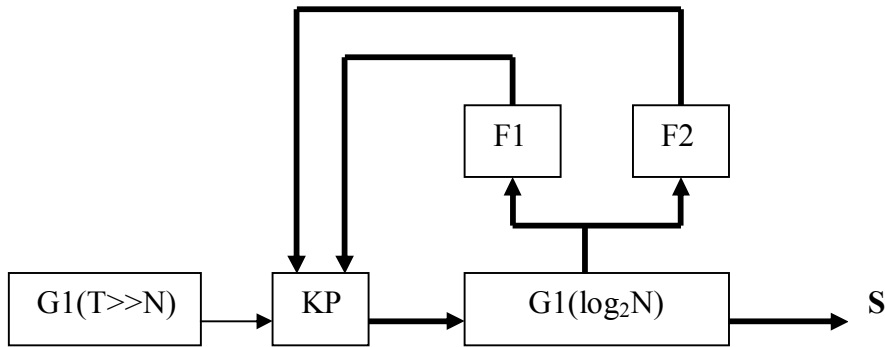 F1
F2
G1(T>>N)
KP
G1(log₂N)
S